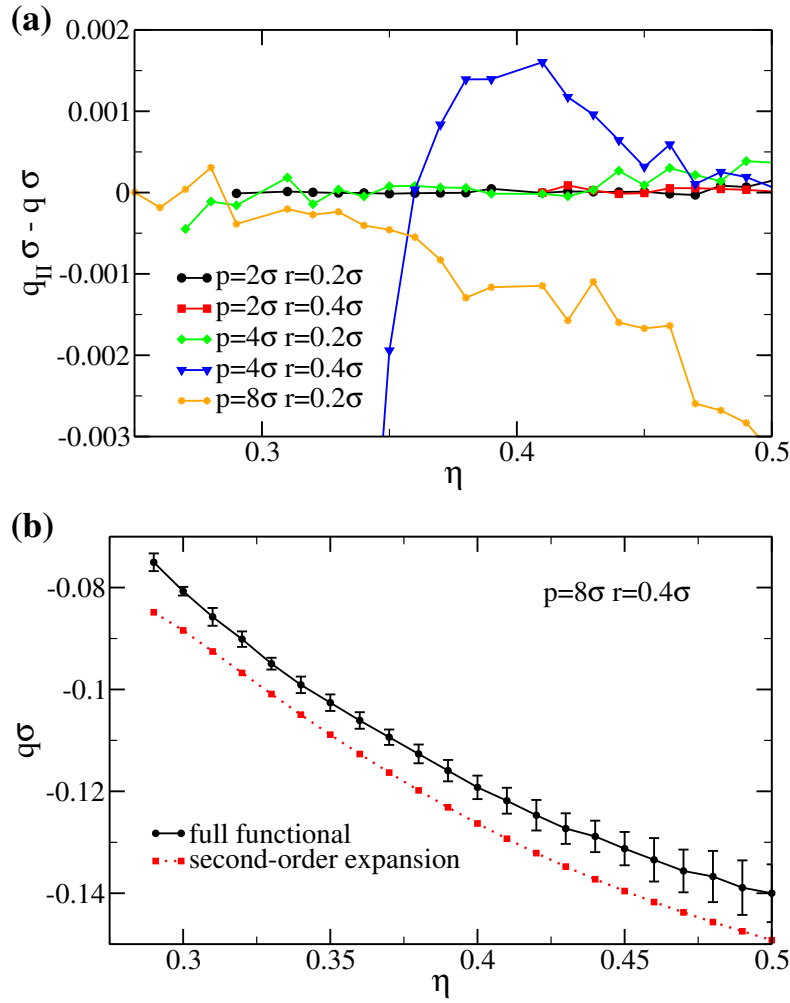 (a)
0.002
0.001
0
-0.001
-0.002
-0.003
q_II σ - q σ
p=2σ r=0.2σ
p=2σ r=0.4σ
p=4σ r=0.2σ
p=4σ r=0.4σ
p=8σ r=0.2σ
0.3 0.4 0.5
η
(b)
-0.08
-0.1
-0.12
-0.14
qσ
p=8σ r=0.4σ
full functional
second-order expansion
0.3 0.35 0.4 0.45 0.5
η